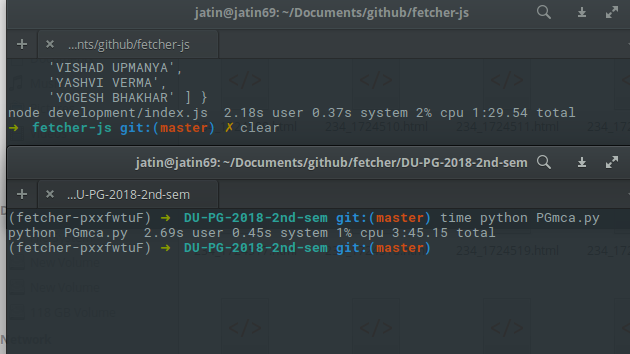 jatin@jatin69: ~/Documents/github/fetcher-js
+ × ...nts/github/fetcher-js
'VISHAD UPMANYA',
'YASHVI VERMA',
'YOGESH BHAKHAR' ] }
node development/index.js 2.18s user 0.37s system 2% cpu 1:29.54 total
➜ fetcher-js git:(master) ✗ clear
jatin@jatin69: ~/Documents/github/fetcher/DU-PG-2018-2nd-sem
+ × ...U-PG-2018-2nd-sem
(fetcher-pxxfwtuF) ➜ DU-PG-2018-2nd-sem git:(master) time python PGmca.py
python PGmca.py 2.69s user 0.45s system 1% cpu 3:45.15 total
(fetcher-pxxfwtuF) ➜ DU-PG-2018-2nd-sem git:(master)